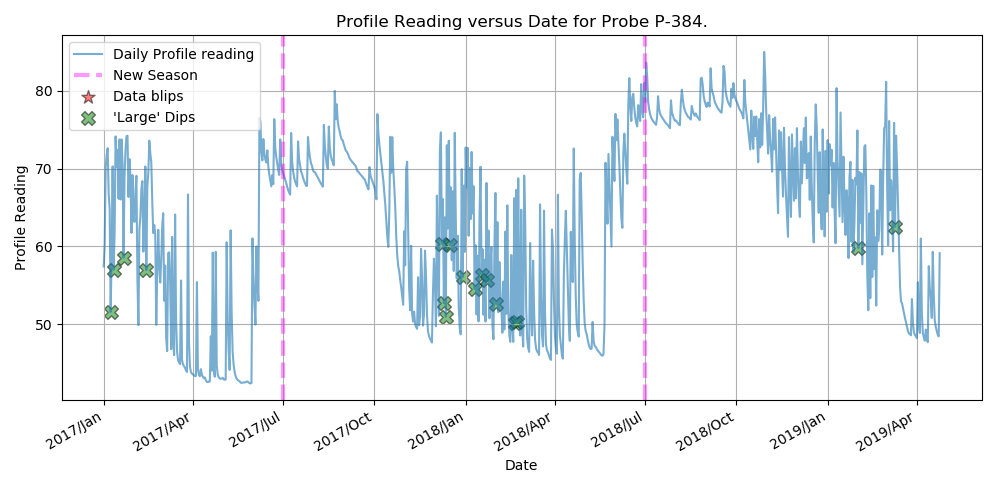 Profile Reading versus Date for Probe P-384.
Daily Profile reading
New Season
Data blips
'Large' Dips
Profile Reading
80
70
60
50
2017/Jan
2017/Apr
2017/Jul
2017/Oct
2018/Jan
2018/Apr
2018/Jul
2018/Oct
2019/Jan
2019/Apr
Date